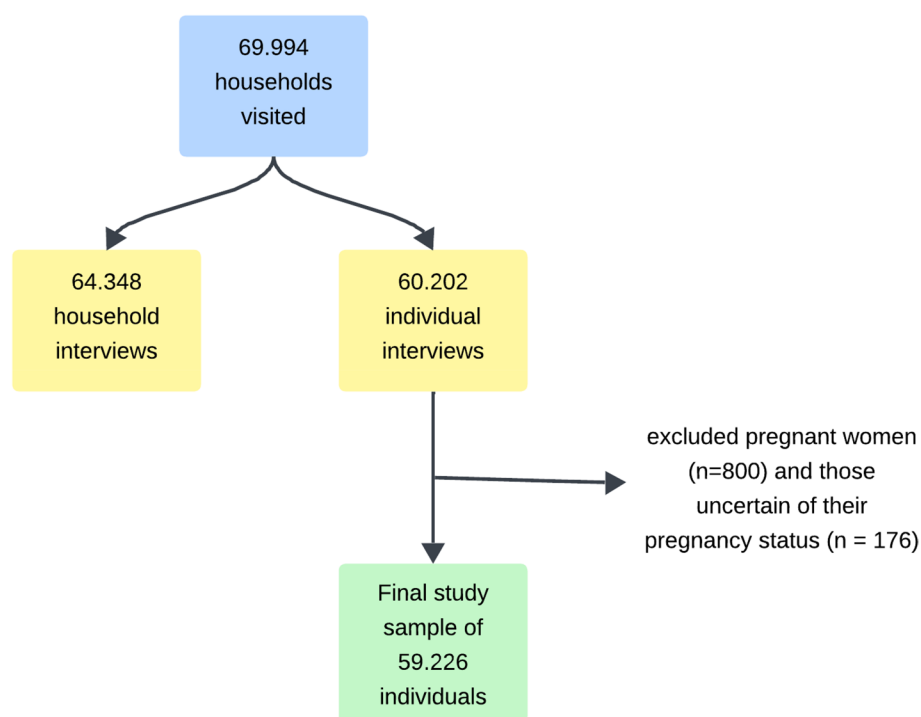 69.994
households
visited
64.348
household
interviews
60.202
individual
interviews
excluded pregnant women
(n=800) and those
uncertain of their
pregnancy status (n = 176)
Final study
sample of
59.226
individuals